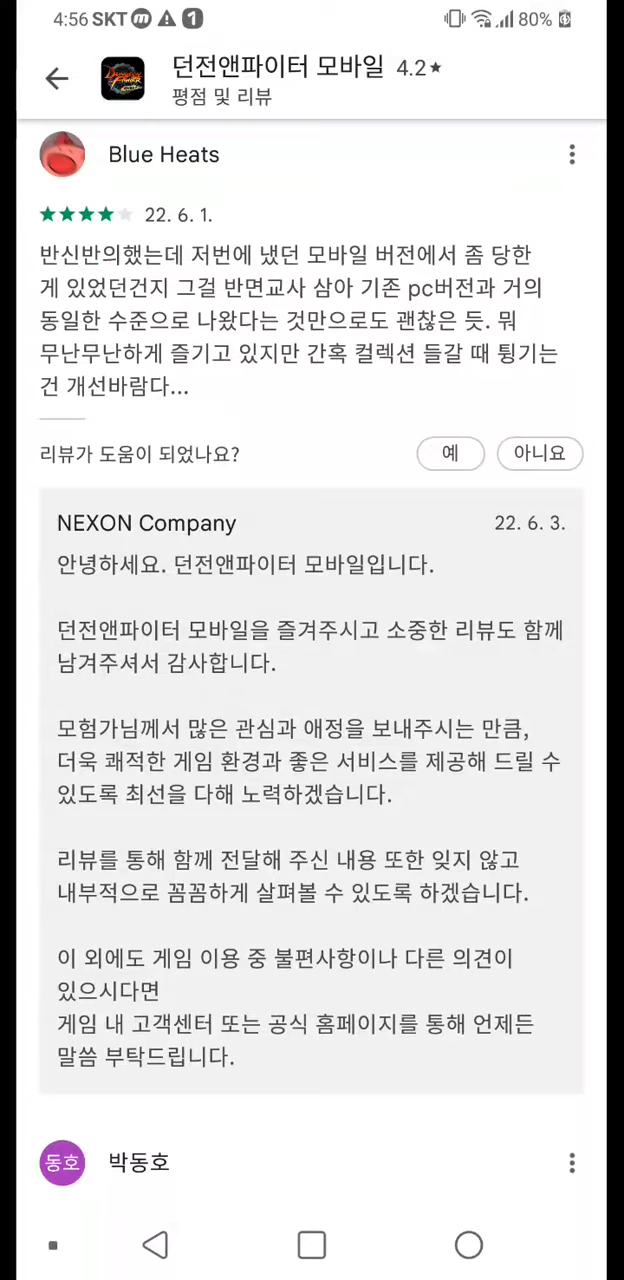 4:56 SKT m 1 80%
던전앤파이터 모바일 4.2★
평점 및 리뷰
Blue Heats
22. 6. 1.
반신반의했는데 저번에 냈던 모바일 버전에서 좀 당한
게 있었던건지 그걸 반면교사 삼아 기존 pc버전과 거의
동일한 수준으로 나왔다는 것만으로도 괜찮은 듯. 뭐
무난무난하게 즐기고 있지만 간혹 컬렉션 들갈 때 튕기는
건 개선바람다...
리뷰가 도움이 되었나요? 예 아니요
NEXON Company 22. 6. 3.
안녕하세요. 던전앤파이터 모바일입니다.
던전앤파이터 모바일을 즐겨주시고 소중한 리뷰도 함께
남겨주셔서 감사합니다.
모험가님께서 많은 관심과 애정을 보내주시는 만큼,
더욱 쾌적한 게임 환경과 좋은 서비스를 제공해 드릴 수
있도록 최선을 다해 노력하겠습니다.
리뷰를 통해 함께 전달해 주신 내용 또한 잊지 않고
내부적으로 꼼꼼하게 살펴볼 수 있도록 하겠습니다.
이 외에도 게임 이용 중 불편사항이나 다른 의견이
있으시다면
게임 내 고객센터 또는 공식 홈페이지를 통해 언제든
말씀 부탁드립니다.
동호 박동호